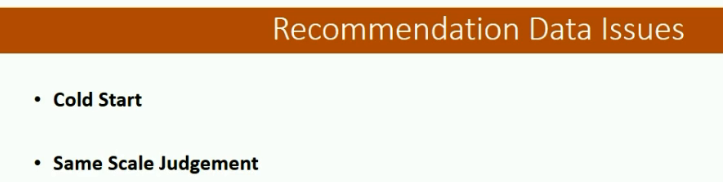 Recommendation Data Issues
• Cold Start
• Same Scale Judgement